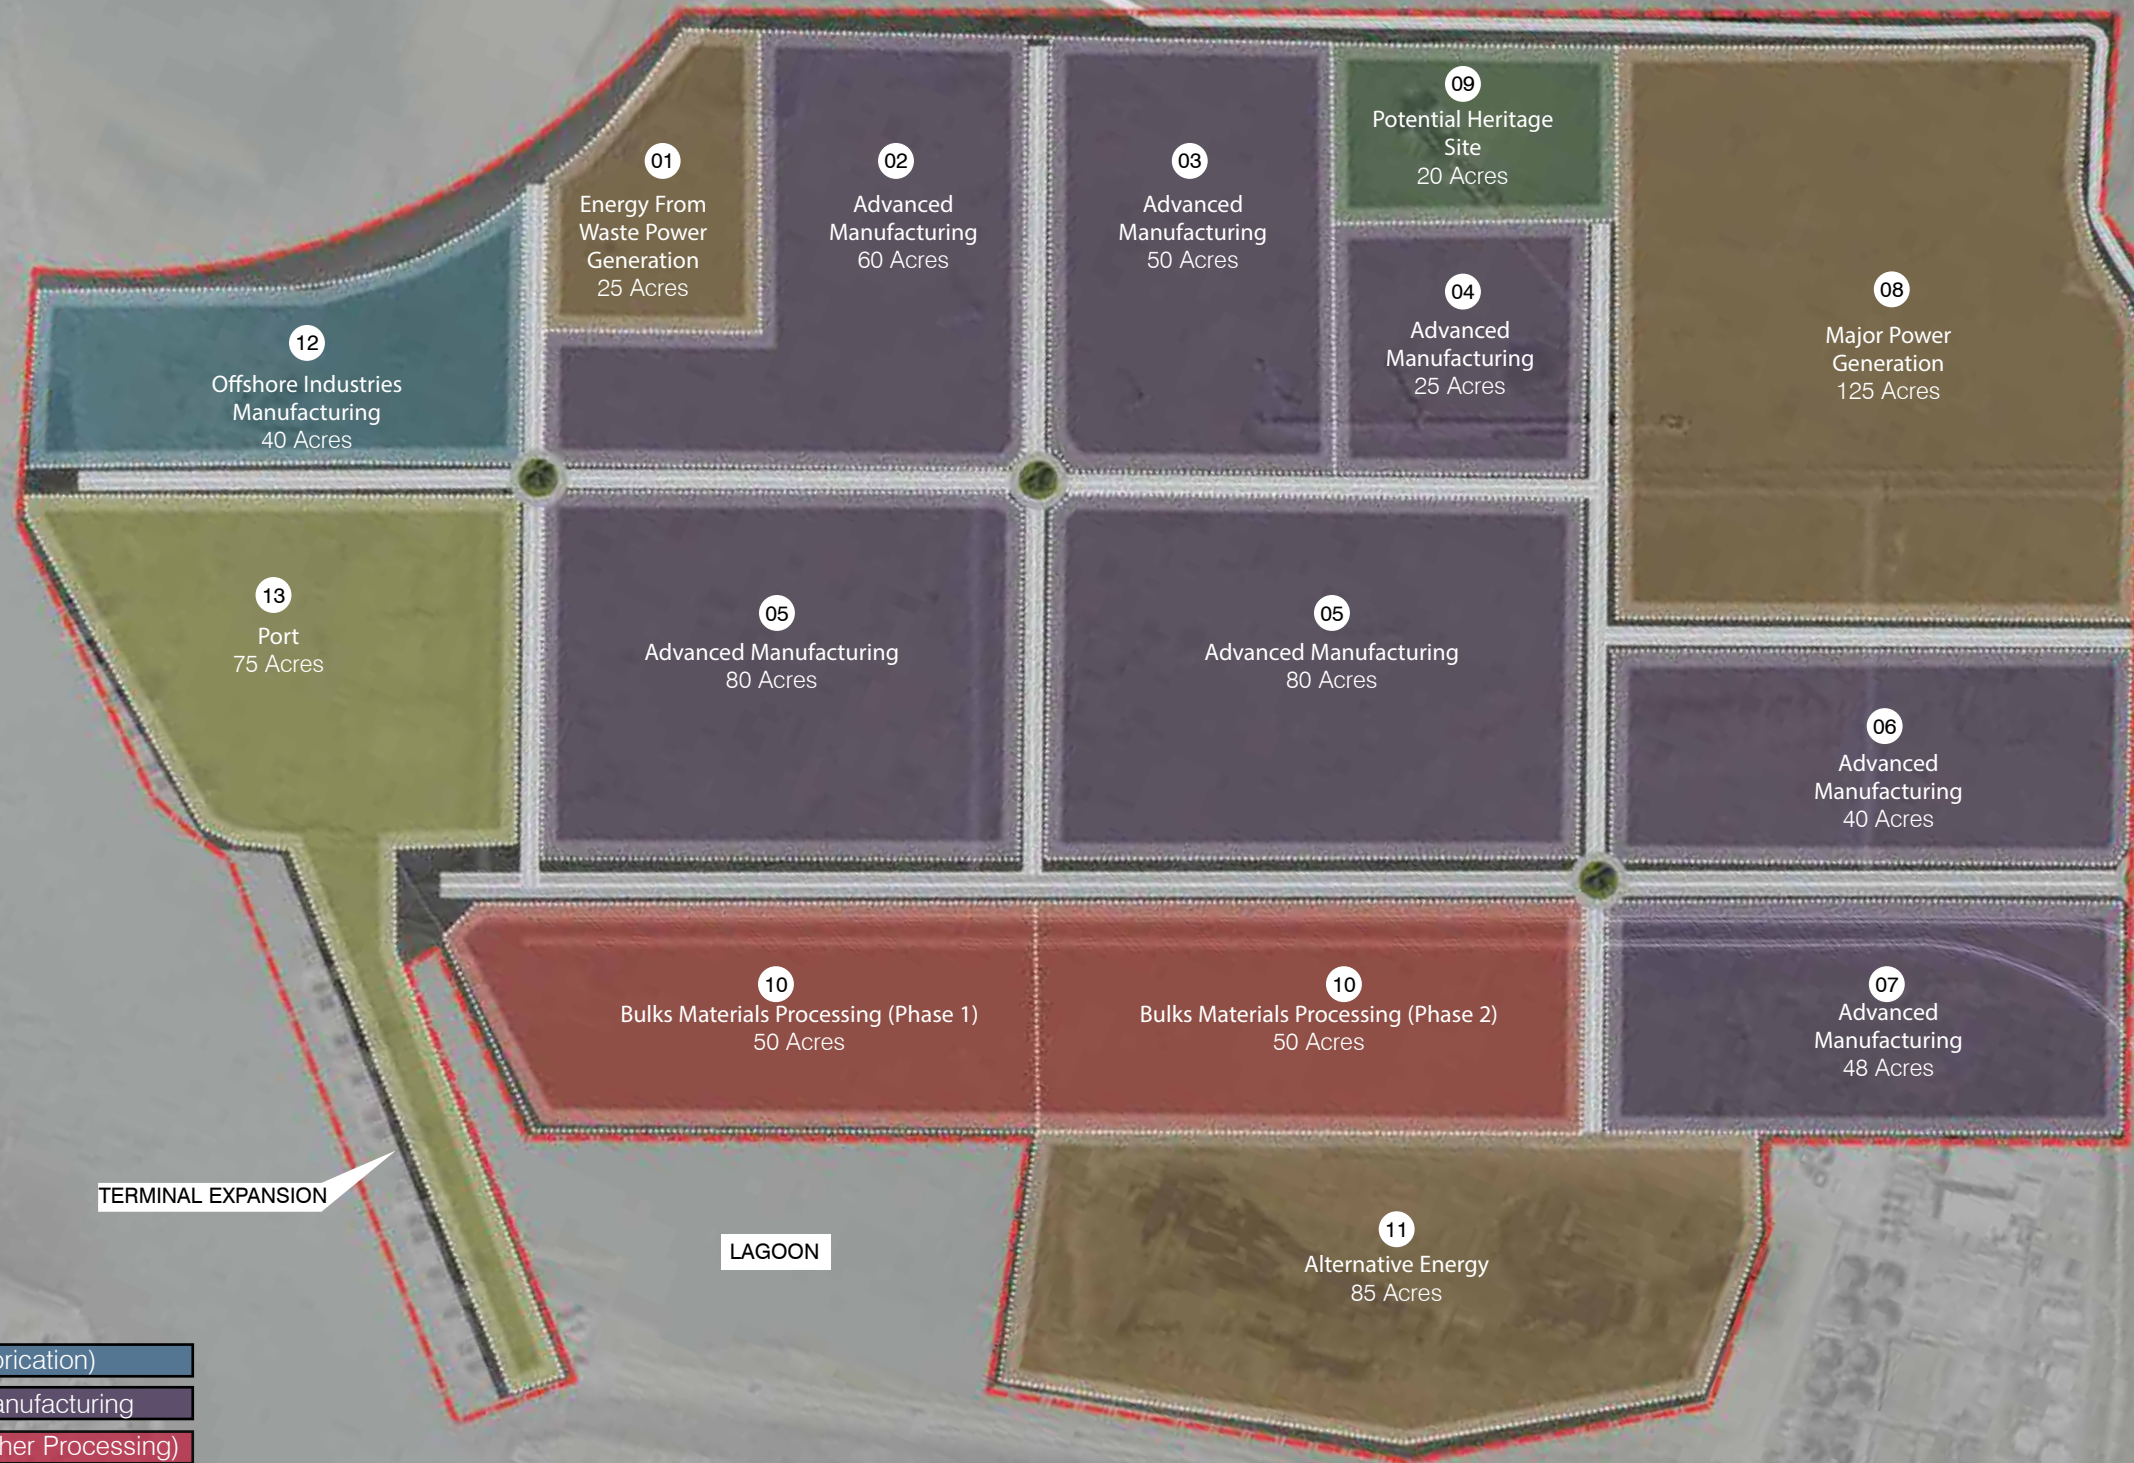 01
Energy From
Waste Power
Generation
25 Acres
02
Advanced
Manufacturing
60 Acres
03
Advanced
Manufacturing
50 Acres
09
Potential Heritage
Site
20 Acres
04
Advanced
Manufacturing
25 Acres
08
Major Power
Generation
125 Acres
12
Offshore Industries
Manufacturing
40 Acres
13
Port
75 Acres
05
Advanced Manufacturing
80 Acres
05
Advanced Manufacturing
80 Acres
06
Advanced
Manufacturing
40 Acres
10
Bulks Materials Processing (Phase 1)
50 Acres
10
Bulks Materials Processing (Phase 2)
50 Acres
07
Advanced
Manufacturing
48 Acres
TERMINAL EXPANSION
LAGOON
11
Alternative Energy
85 Acres
rication)
anufacturing
her Processing)